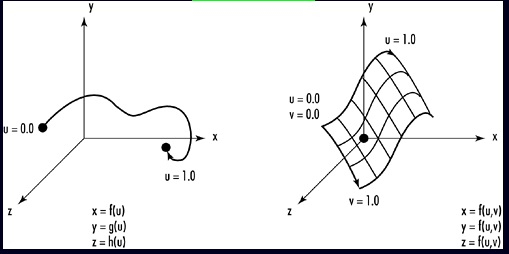 y
u = 0.0
x
u = 1.0
z
x = f(u)
y = g(u)
z = h(u)
y
u = 1.0
u = 0.0
v = 0.0
x
z
v = 1.0
x = f(u,v)
y = f(u,v)
z = f(u,v)